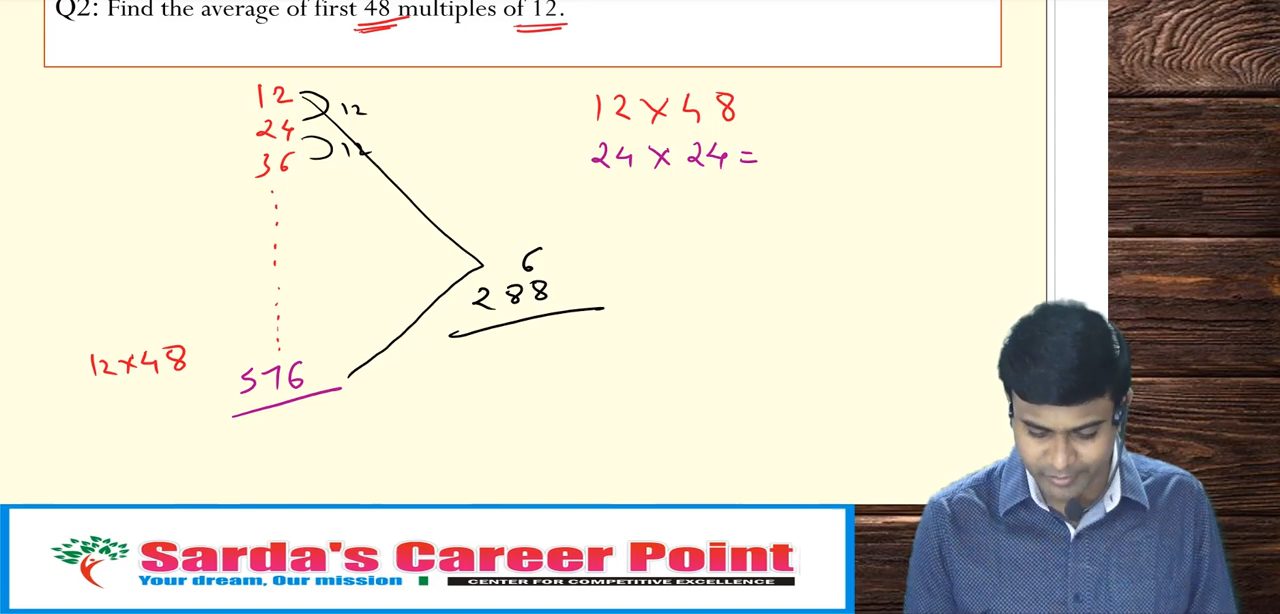 Q2: Find the average of first 48 multiples of 12.
12
12
24
12
36
12 × 48
24 × 24 =
6
288
12×48
576
Sarda's Career Point
Your dream, Our mission
CENTER FOR COMPETITIVE EXCELLENCE